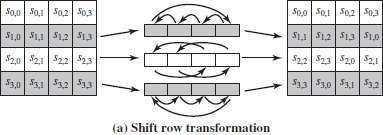 s0,0 s0,1 s0,2 s0,3 s0,0 s0,1 s0,2 s0,3
s1,0 s1,1 s1,2 s1,3 s1,1 s1,2 s1,3 s1,0
s2,0 s2,1 s2,2 s2,3 s2,2 s2,3 s2,0 s2,1
s3,0 s3,1 s3,2 s3,3 s3,3 s3,0 s3,1 s3,2
(a) Shift row transformation